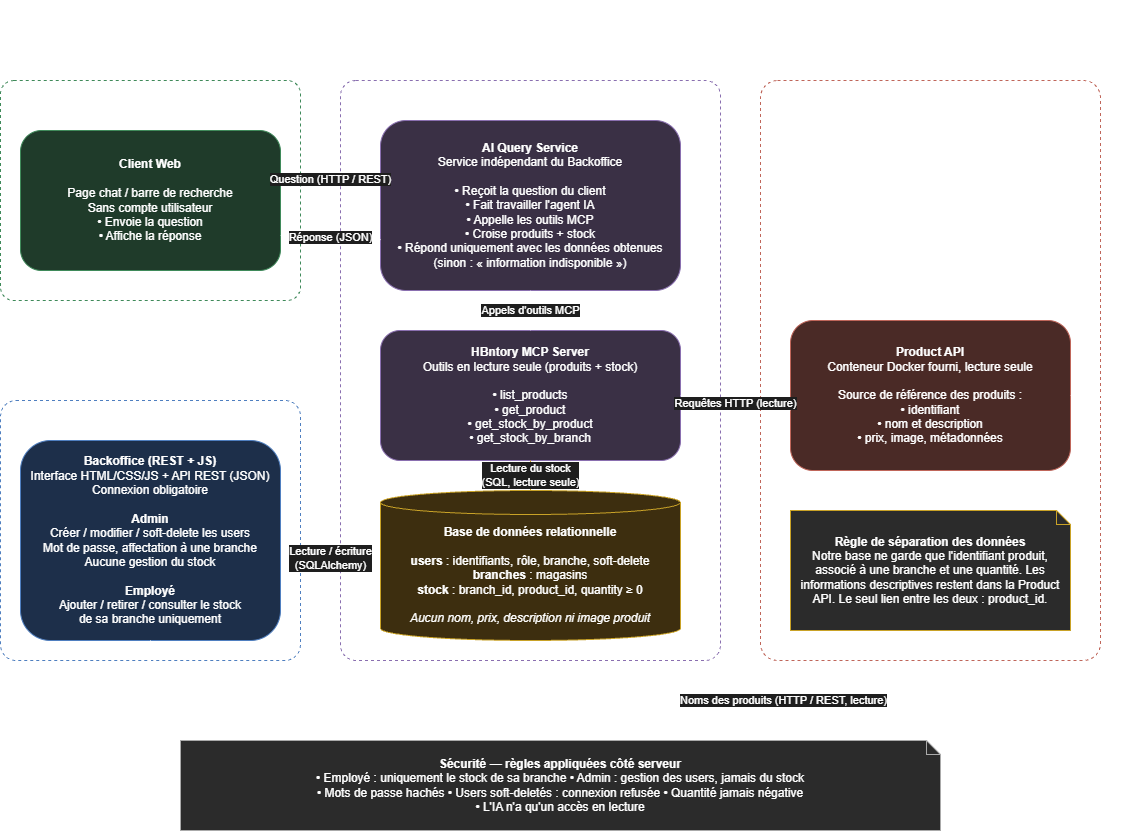 Client Web
Page chat / barre de recherche
Sans compte utilisateur
• Envoie la question
• Affiche la réponse
Question (HTTP / REST)
Réponse (JSON)
AI Query Service
Service indépendant du Backoffice
• Reçoit la question du client
• Fait travailler l'agent IA
• Appelle les outils MCP
• Croise produits + stock
• Répond uniquement avec les données obtenues
(sinon : « information indisponible »)
Appels d'outils MCP
HBntory MCP Server
Outils en lecture seule (produits + stock)
• list_products
• get_product
• get_stock_by_product
• get_stock_by_branch
Requêtes HTTP (lecture)
Product API
Conteneur Docker fourni, lecture seule
Source de référence des produits :
• identifiant
• nom et description
• prix, image, métadonnées
Backoffice (REST + JS)
Interface HTML/CSS/JS + API REST (JSON)
Connexion obligatoire
Admin
Créer / modifier / soft-delete les users
Mot de passe, affectation à une branche
Aucune gestion du stock
Employé
Ajouter / retirer / consulter le stock
de sa branche uniquement
Lecture / écriture
(SQLAlchemy)
Lecture du stock
(SQL, lecture seule)
Base de données relationnelle
users : identifiants, rôle, branche, soft-delete
branches : magasins
stock : branch_id, product_id, quantity ≥ 0
Aucun nom, prix, description ni image produit
Règle de séparation des données
Notre base ne garde que l'identifiant produit,
associé à une branche et une quantité. Les
informations descriptives restent dans la Product
API. Le seul lien entre les deux : product_id.
Noms des produits (HTTP / REST, lecture)
Sécurité — règles appliquées côté serveur
• Employé : uniquement le stock de sa branche • Admin : gestion des users, jamais du stock
• Mots de passe hachés • Users soft-deletés : connexion refusée • Quantité jamais négative
• L'IA n'a qu'un accès en lecture